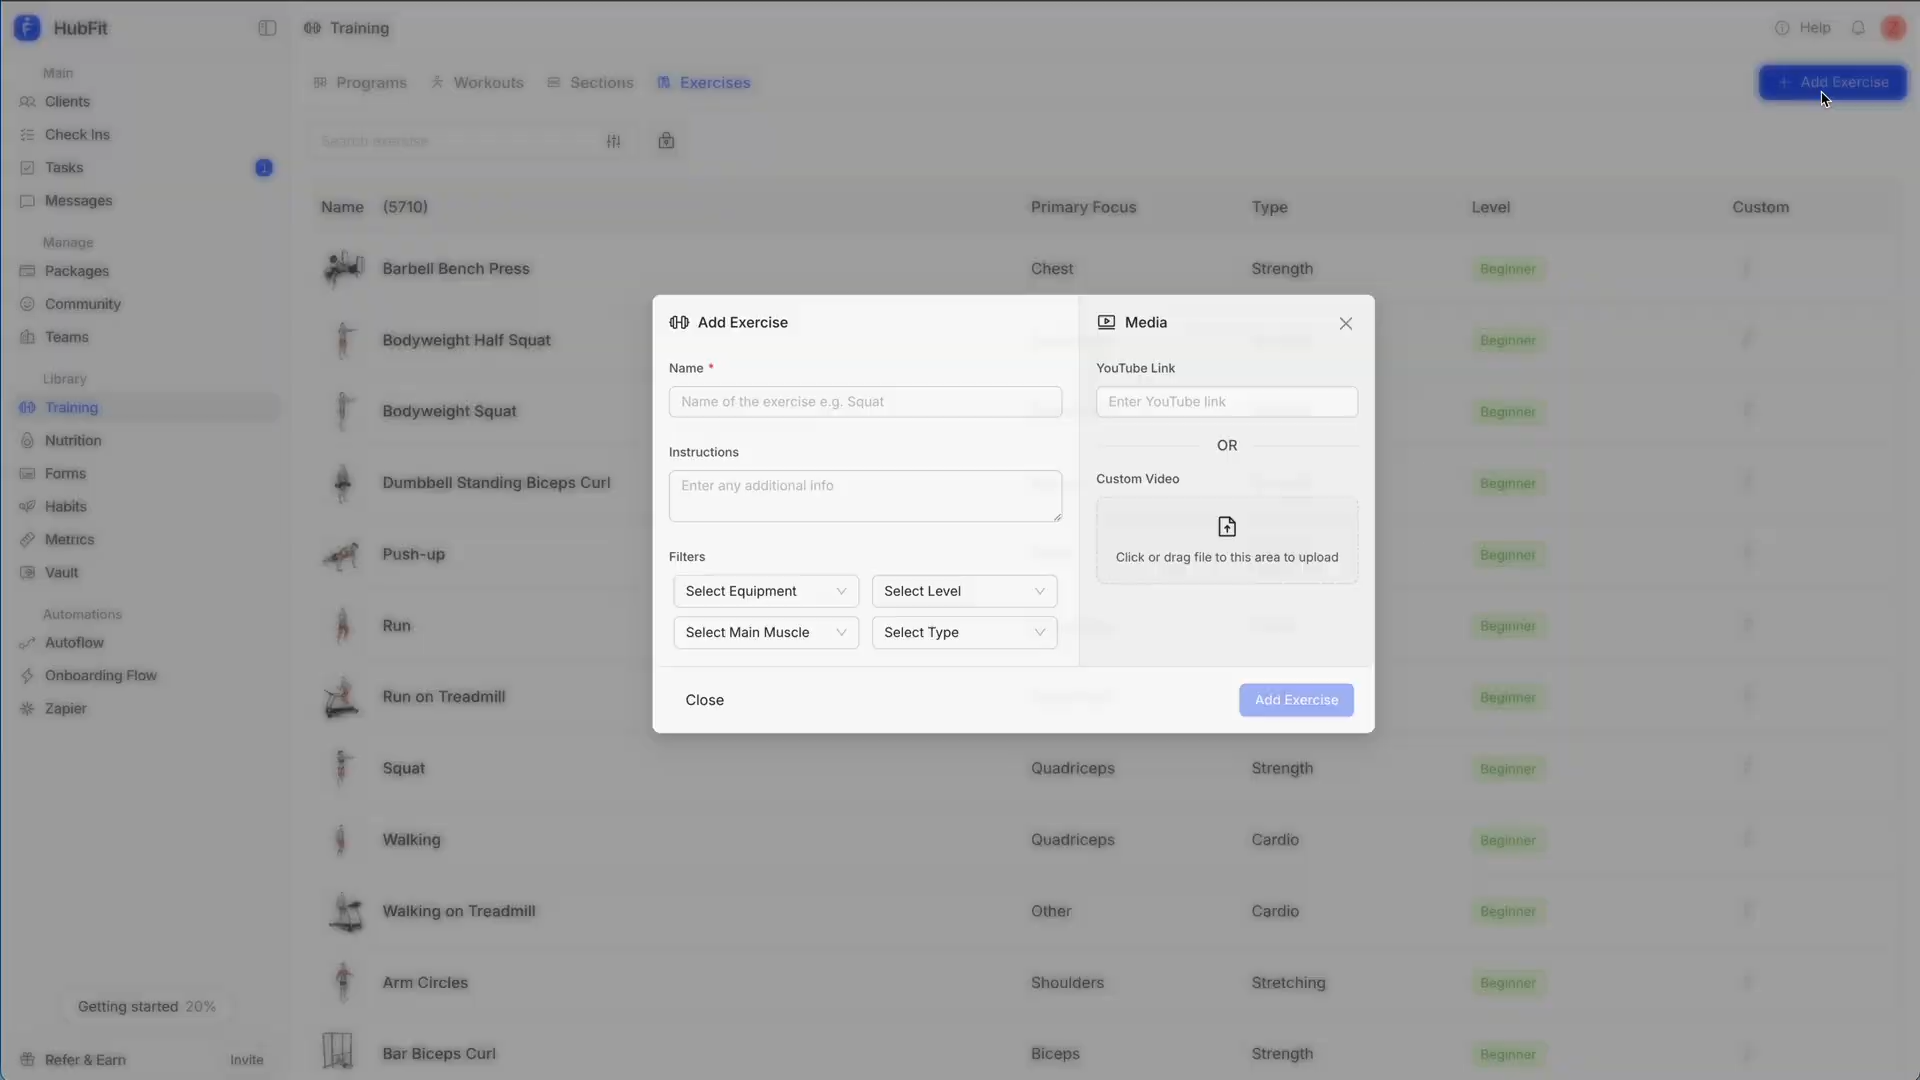 HubFit
Training
Help
Z
Main
Clients
Check Ins
Tasks
1
Messages
Manage
Packages
Community
Teams
Library
Training
Nutrition
Forms
Habits
Metrics
Vault
Automations
Autoflow
Onboarding Flow
Zapier
Getting started 20%
Refer & Earn
Invite
Programs
Workouts
Sections
Exercises
+ Add Exercise
Search exercise
Name (5710) Primary Focus Type Level Custom
Barbell Bench Press Chest Strength Beginner
Bodyweight Half Squat Beginner
Bodyweight Squat Beginner
Dumbbell Standing Biceps Curl Beginner
Push-up Beginner
Run Beginner
Run on Treadmill Beginner
Squat Quadriceps Strength Beginner
Walking Quadriceps Cardio Beginner
Walking on Treadmill Other Cardio Beginner
Arm Circles Shoulders Stretching Beginner
Bar Biceps Curl Biceps Strength Beginner
Add Exercise
Name *
Name of the exercise e.g. Squat
Instructions
Enter any additional info
Filters
Select Equipment
Select Level
Select Main Muscle
Select Type
Media
YouTube Link
Enter YouTube link
OR
Custom Video
Click or drag file to this area to upload
Close
Add Exercise